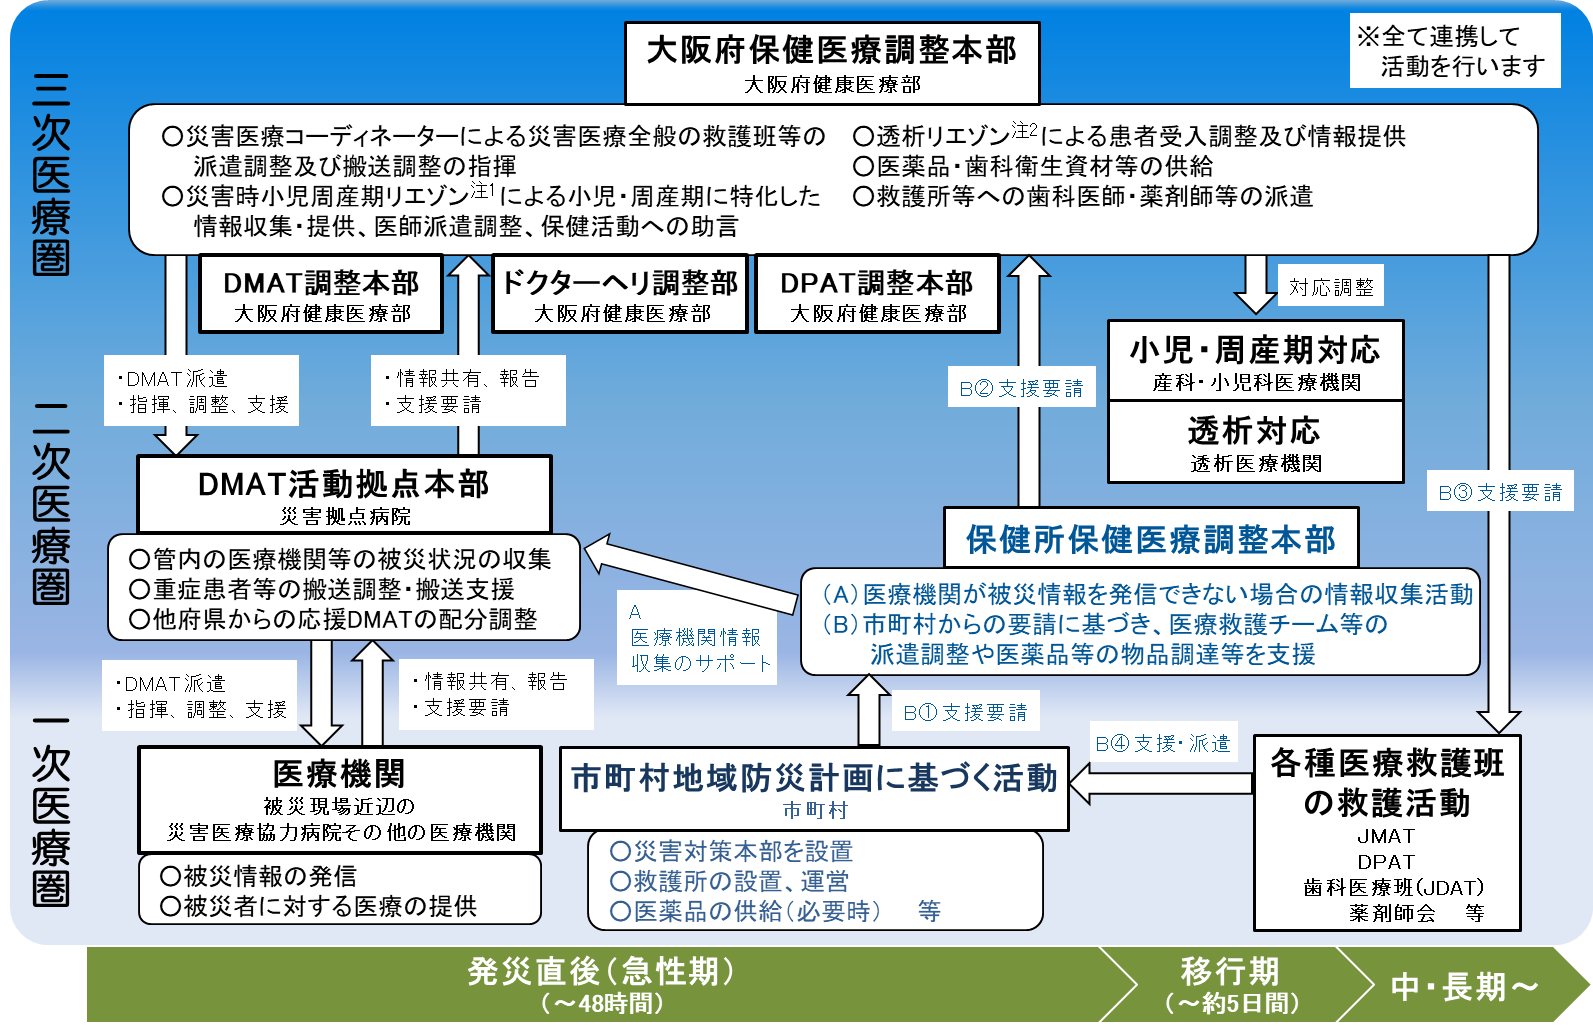 大阪府保健医療調整本部
大阪府健康医療部
※全て連携して
活動を行います
三次医療圏
〇災害医療コーディネーターによる災害医療全般の救護班等の
派遣調整及び搬送調整の指揮
〇災害時小児周産期リエゾン注1による小児・周産期に特化した
情報収集・提供、医師派遣調整、保健活動への助言
〇透析リエゾン注2による患者受入調整及び情報提供
〇医薬品・歯科衛生資材等の供給
〇救護所等への歯科医師・薬剤師等の派遣
DMAT調整本部
大阪府健康医療部
ドクターヘリ調整部
大阪府健康医療部
DPAT調整本部
大阪府健康医療部
対応調整
・DMAT派遣
・指揮、調整、支援
・情報共有、報告
・支援要請
B②支援要請
小児・周産期対応
産科・小児科医療機関
透析対応
透析医療機関
B③支援要請
二次医療圏
DMAT活動拠点本部
災害拠点病院
〇管内の医療機関等の被災状況の収集
〇重症患者等の搬送調整・搬送支援
〇他府県からの応援DMATの配分調整
保健所保健医療調整本部
（A）医療機関が被災情報を発信できない場合の情報収集活動
（B）市町村からの要請に基づき、医療救護チーム等の
派遣調整や医薬品等の物品調達等を支援
A
医療機関情報
収集のサポート
・DMAT派遣
・指揮、調整、支援
・情報共有、報告
・支援要請
B①支援要請
B④支援・派遣
一次医療圏
医療機関
被災現場近辺の
災害医療協力病院その他の医療機関
〇被災情報の発信
〇被災者に対する医療の提供
市町村地域防災計画に基づく活動
市町村
〇災害対策本部を設置
〇救護所の設置、運営
〇医薬品の供給（必要時）　等
各種医療救護班
の救護活動
JMAT
DPAT
歯科医療班（JDAT）
薬剤師会　等
発災直後（急性期）
（～48時間）
移行期
（～約5日間）
中・長期～